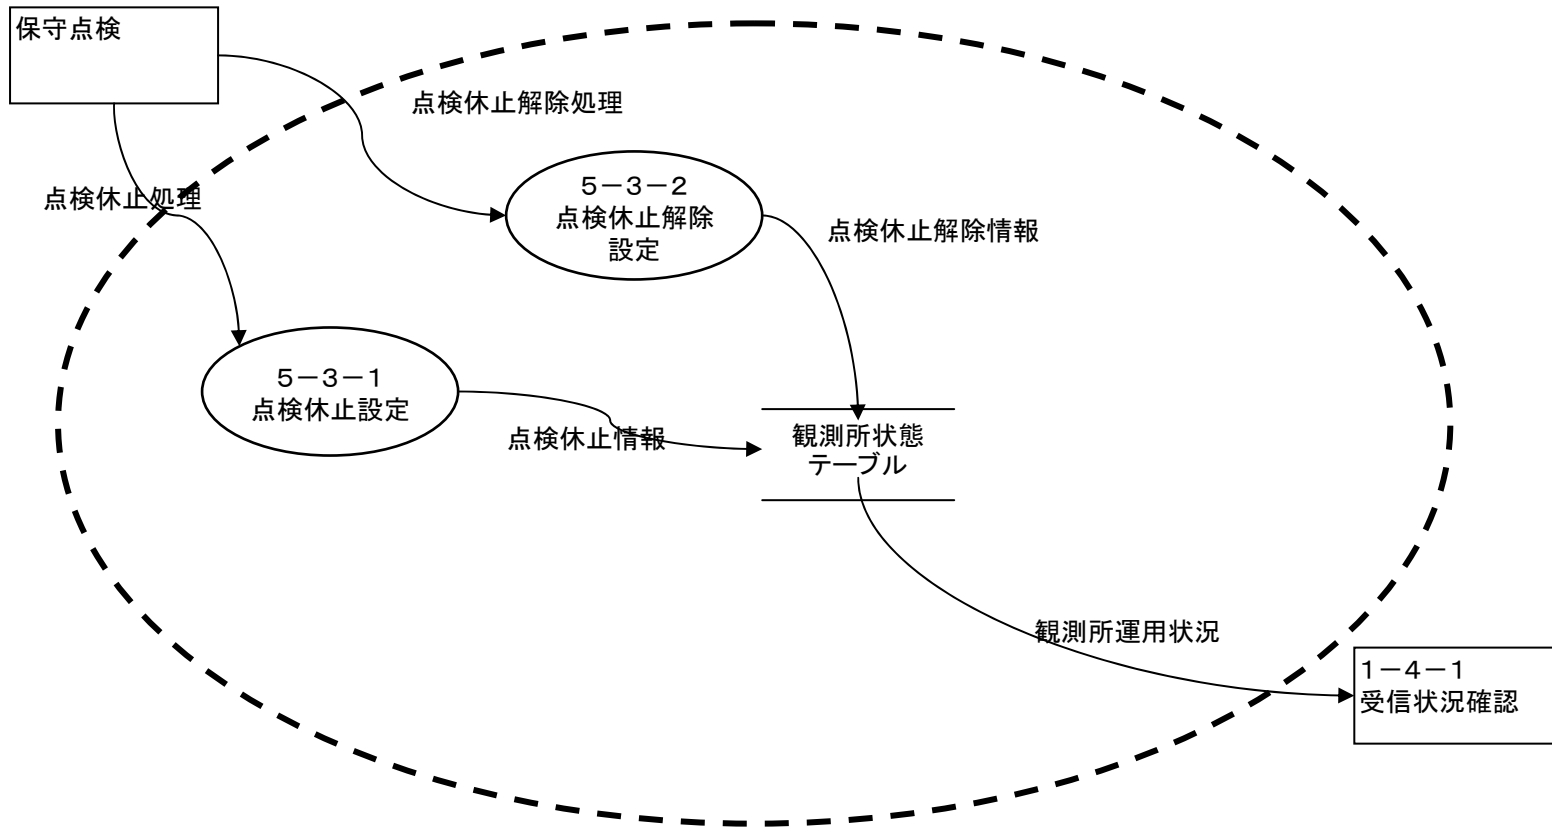 保守点検
点検休止解除処理
点検休止処理
5－3－2
点検休止解除
設定
点検休止解除情報
5－3－1
点検休止設定
点検休止情報
観測所状態
テーブル
観測所運用状況
1－4－1
受信状況確認